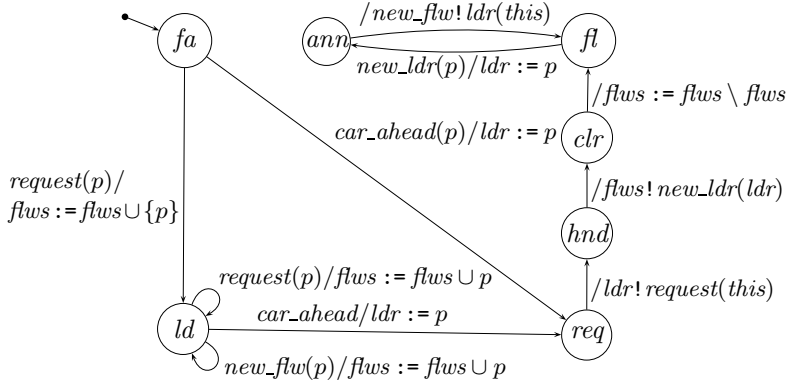 /new_flw! ldr(this)
fa
ann
fl
new_ldr(p)/ldr := p
/flws := flws \ flws
car_ahead(p)/ldr := p
clr
request(p)/
flws := flws ∪ {p}
/flws! new_ldr(ldr)
hnd
request(p)/flws := flws ∪ p
/ldr! request(this)
car_ahead/ldr := p
ld
req
new_flw(p)/flws := flws ∪ p